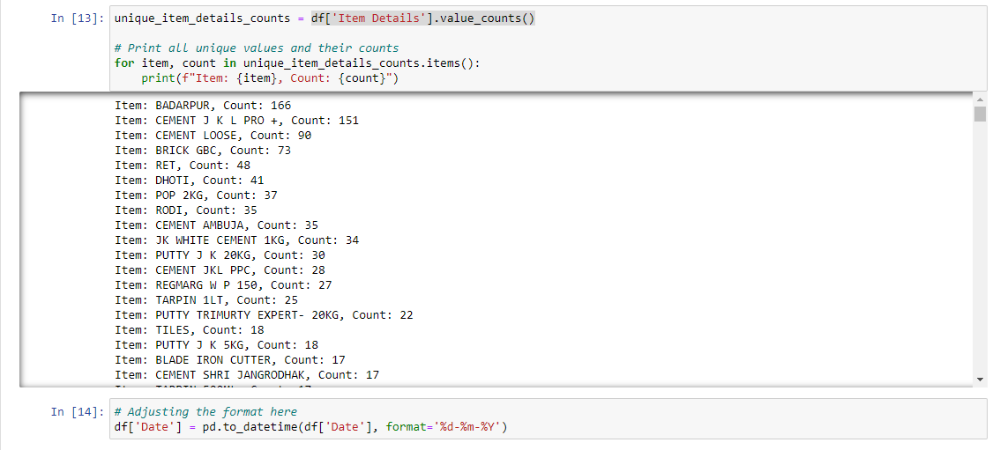 In [13]: unique_item_details_counts = df['Item Details'].value_counts()
# Print all unique values and their counts
for item, count in unique_item_details_counts.items():
    print(f"Item: {item}, Count: {count}")
Item: BADARPUR, Count: 166
Item: CEMENT J K L PRO +, Count: 151
Item: CEMENT LOOSE, Count: 90
Item: BRICK GBC, Count: 73
Item: RET, Count: 48
Item: DHOTI, Count: 41
Item: POP 2KG, Count: 37
Item: RODI, Count: 35
Item: CEMENT AMBUJA, Count: 35
Item: JK WHITE CEMENT 1KG, Count: 34
Item: PUTTY J K 20KG, Count: 30
Item: CEMENT JKL PPC, Count: 28
Item: REGMARG W P 150, Count: 27
Item: TARPIN 1LT, Count: 25
Item: PUTTY TRIMURTY EXPERT- 20KG, Count: 22
Item: TILES, Count: 18
Item: PUTTY J K 5KG, Count: 18
Item: BLADE IRON CUTTER, Count: 17
Item: CEMENT SHRI JANGRODHAK, Count: 17
In [14]: # Adjusting the format here
df['Date'] = pd.to_datetime(df['Date'], format='%d-%m-%Y')